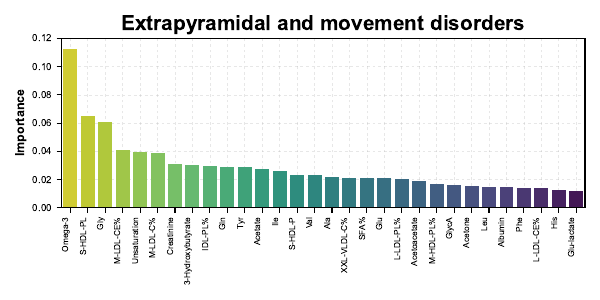 Extrapyramidal and movement disorders
Importance
0.12
0.10
0.08
0.06
0.04
0.02
0.00
Omega-3
S-HDL-PL
Gly
M-LDL-CE%
Unsaturation
M-LDL-C%
Creatinine
3-Hydroxybutyrate
IDL-PL%
Gln
Tyr
Acetate
Ile
S-HDL-P
Val
Ala
XXL-VLDL-C%
SFA%
Glu
L-LDL-PL%
Acetoacetate
M-HDL-PL%
GlycA
Acetone
Leu
Albumin
Phe
L-LDL-CE%
His
Glu-lactate